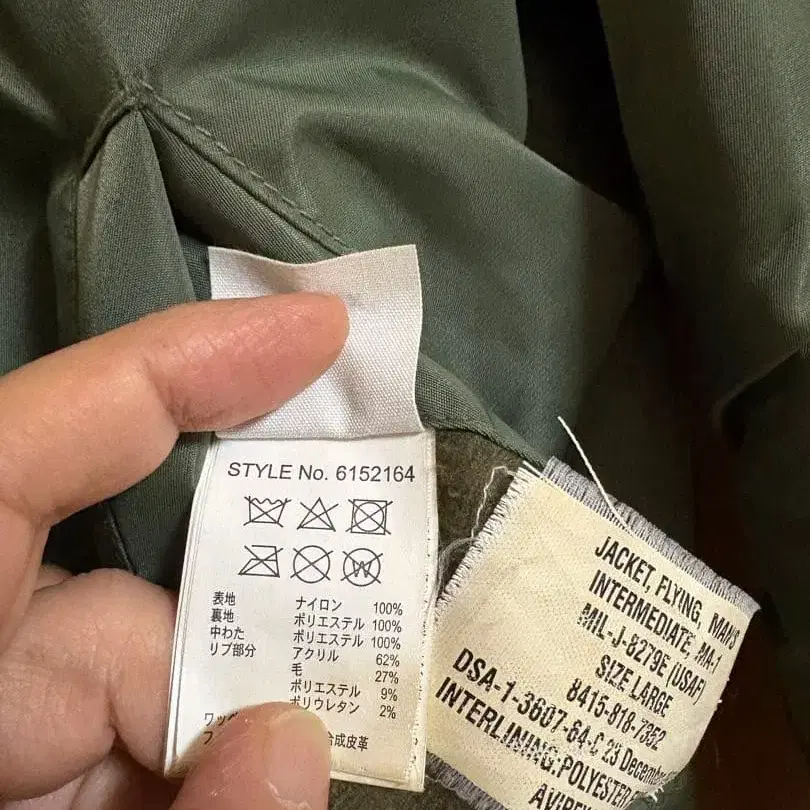 STYLE No. 6152164
表地 ナイロン 100%
裏地 ポリエステル 100%
中わた ポリエステル 100%
リブ部分 アクリル 62%
毛 27%
ポリエステル 9%
ポリウレタン 2%
ワッ
フ 合成皮革
JACKET, FLYING, MAN'S
INTERMEDIATE, MA-1
MIL-J-8279E (USAF)
SIZE LARGE
8415-818-7352
DSA-1-3607-64-C 23 December
INTERLINING.POLYESTER